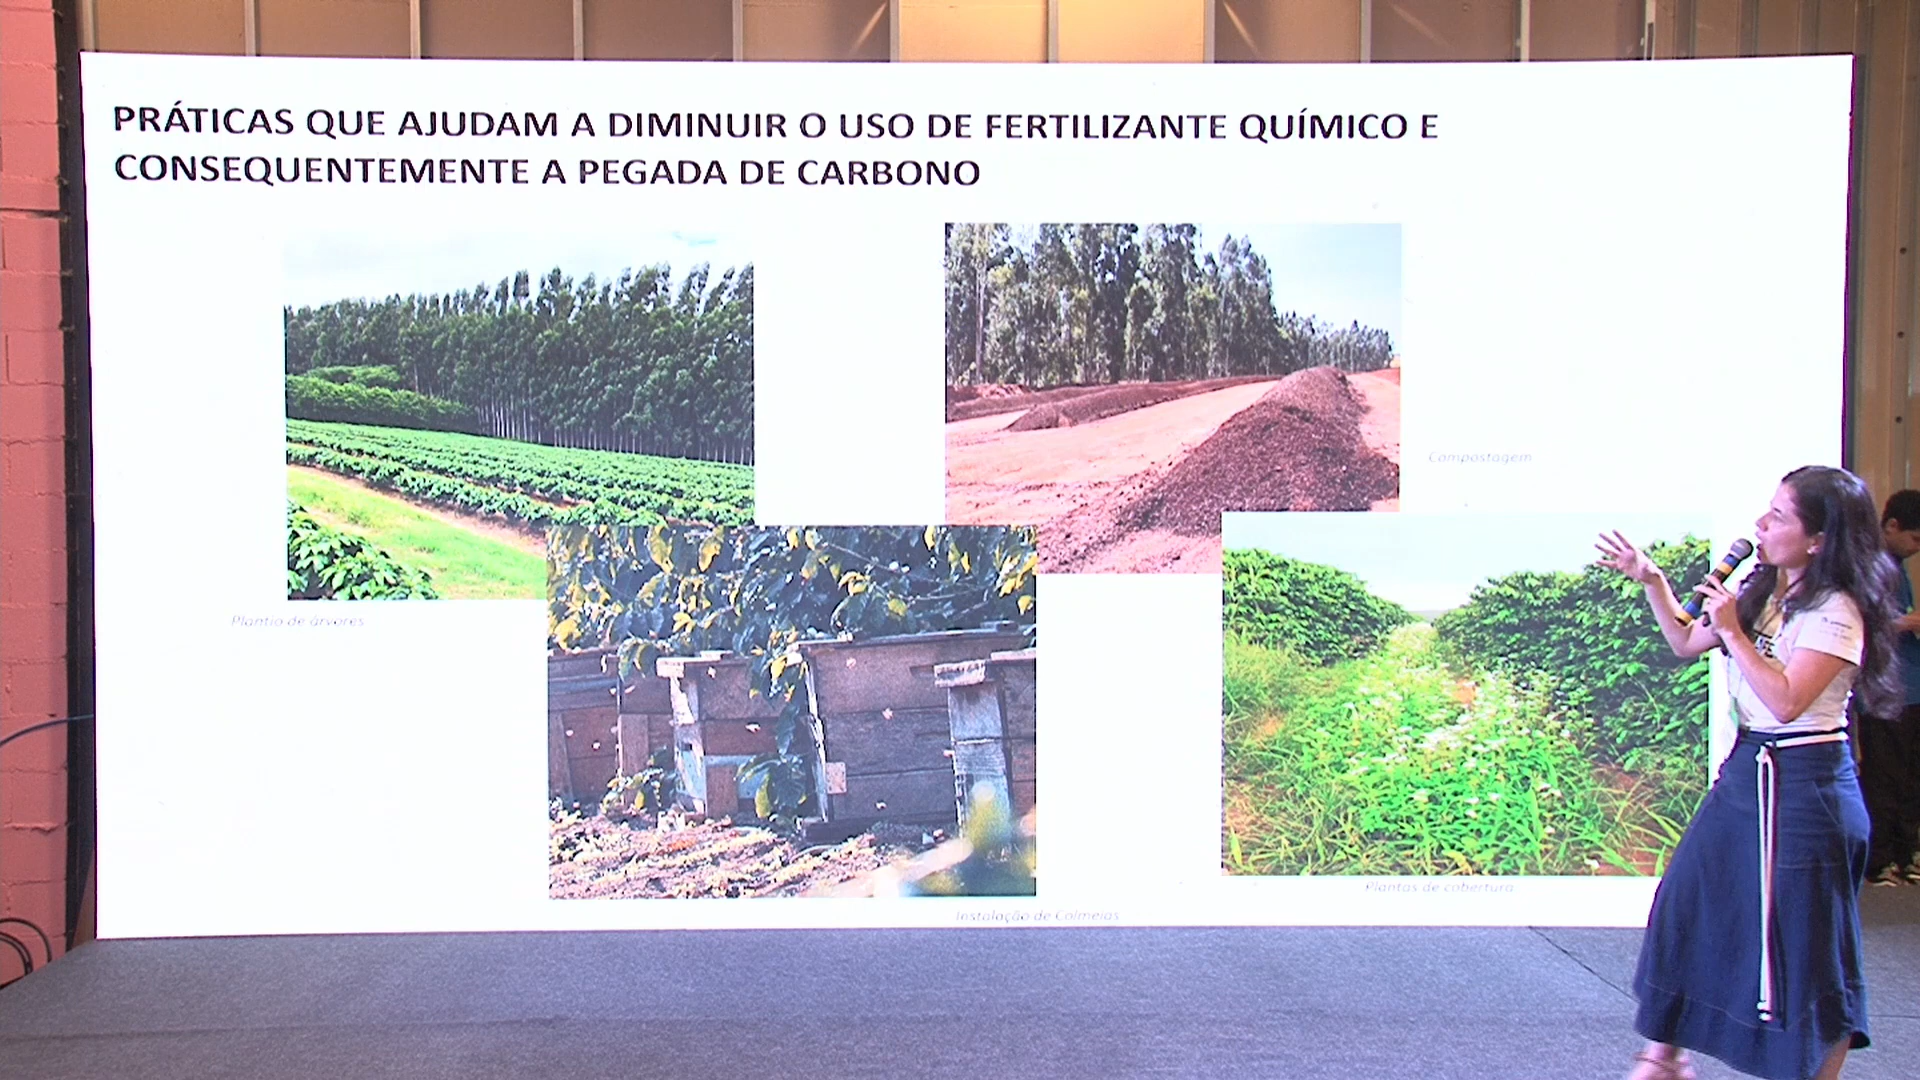 PRÁTICAS QUE AJUDAM A DIMINUIR O USO DE FERTILIZANTE QUÍMICO E
CONSEQUENTEMENTE A PEGADA DE CARBONO
Compostagem
Plantio de árvores
Plantas de cobertura
Instalação de Colmeias